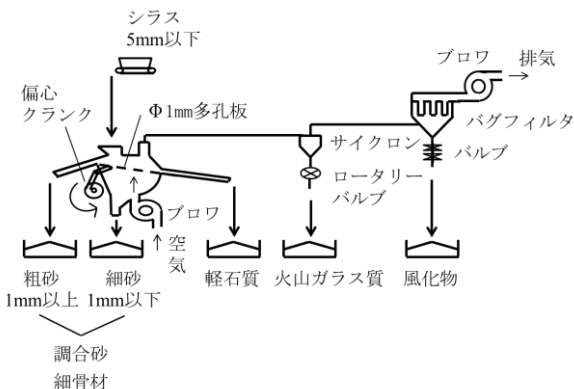 シラス
5mm以下
ブロワ
排気
偏心
クランク
Φ1mm多孔板
バグフィルタ
サイクロン
バルブ
ロータリー
バルブ
ブロワ
空
気
粗砂
1mm以上
細砂
1mm以下
軽石質
火山ガラス質
風化物
調合砂
細骨材